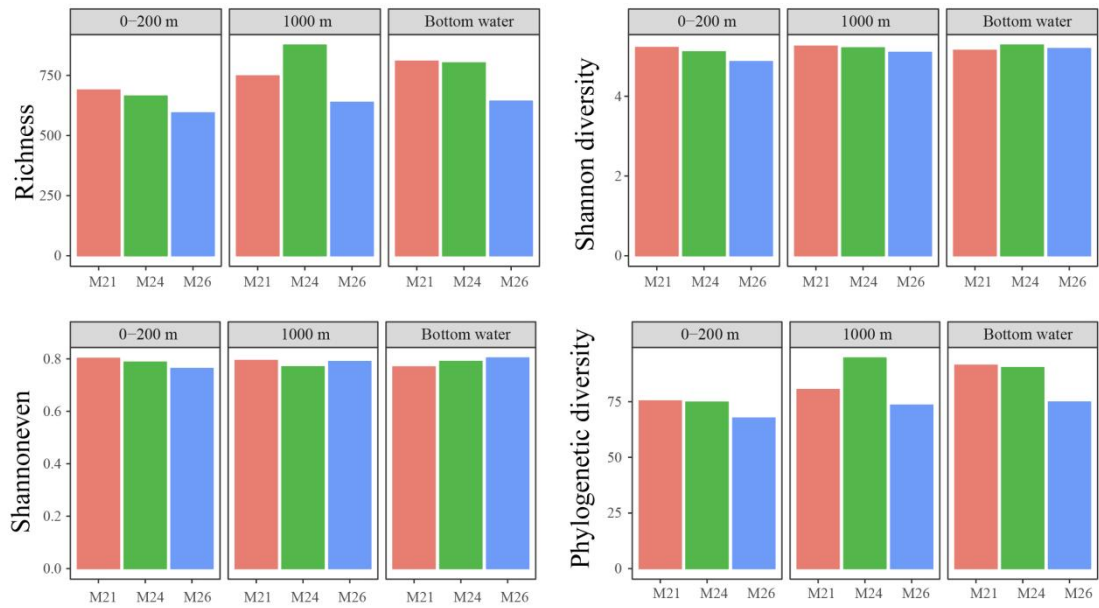 0−200 m
1000 m
Bottom water
Richness
750
500
250
0
M21 M24 M26
M21 M24 M26
M21 M24 M26
0−200 m
1000 m
Bottom water
Shannon diversity
4
2
0
M21 M24 M26
M21 M24 M26
M21 M24 M26
0−200 m
1000 m
Bottom water
Shannoneven
0.8
0.6
0.4
0.2
0.0
M21 M24 M26
M21 M24 M26
M21 M24 M26
0−200 m
1000 m
Bottom water
Phylogenetic diversity
75
50
25
0
M21 M24 M26
M21 M24 M26
M21 M24 M26